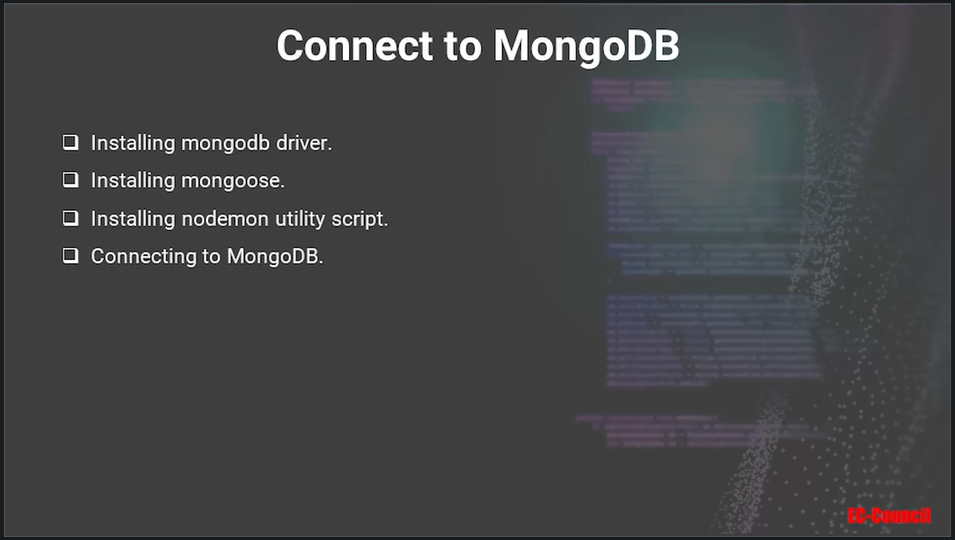 Connect to MongoDB
Installing mongodb driver.
Installing mongoose.
Installing nodemon utility script.
Connecting to MongoDB.
EC-Council